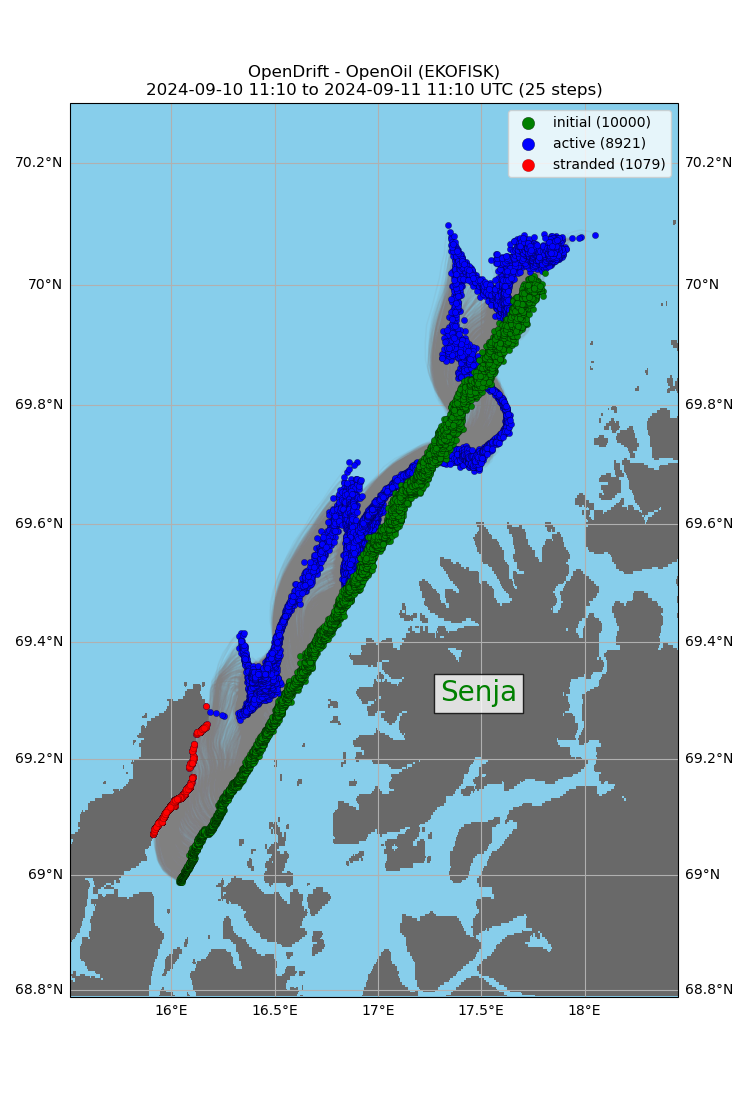 OpenDrift - OpenOil (EKOFISK)
2024-09-10 11:10 to 2024-09-11 11:10 UTC (25 steps)
initial (10000)
active (8921)
stranded (1079)
70.2°N 70.2°N
70°N 70°N
69.8°N 69.8°N
69.6°N 69.6°N
69.4°N 69.4°N
Senja
69.2°N 69.2°N
69°N 69°N
68.8°N 68.8°N
16°E 16.5°E 17°E 17.5°E 18°E